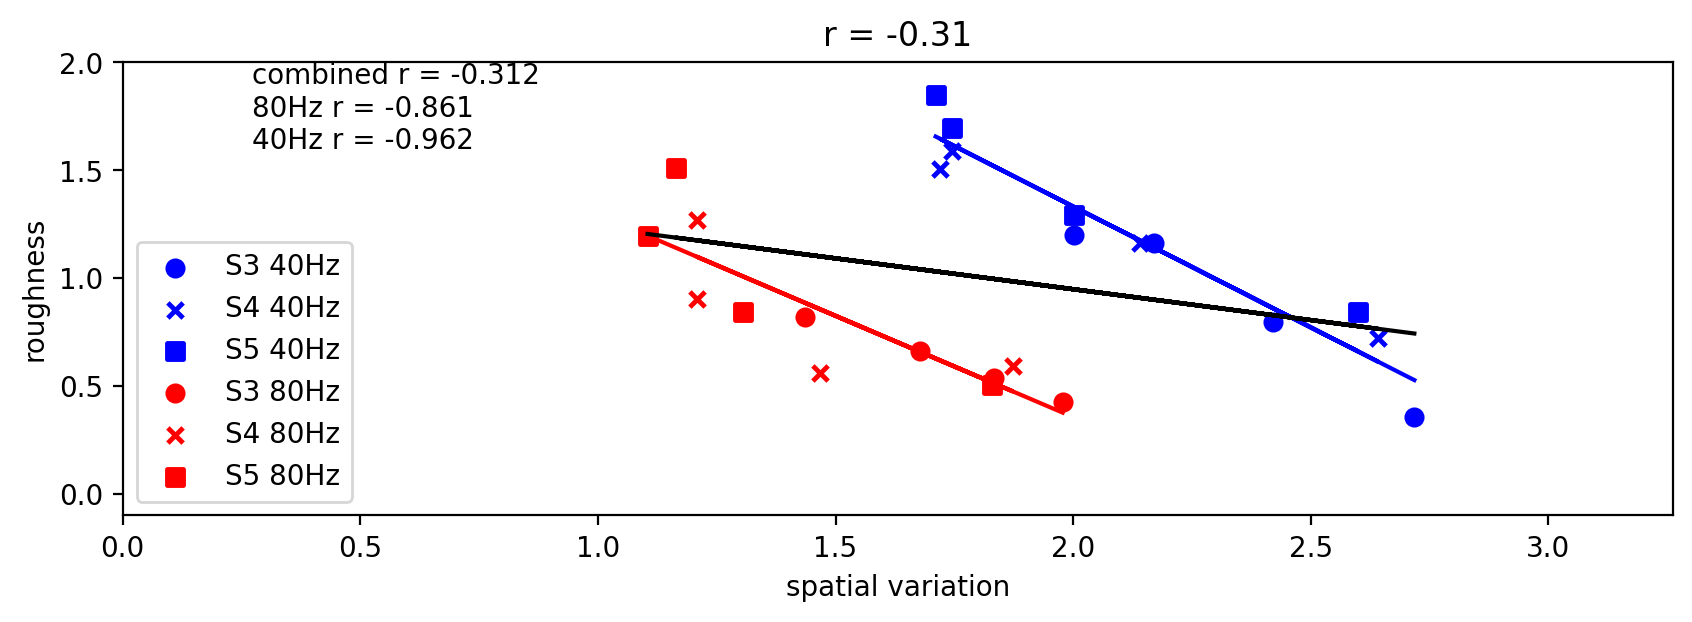 r = -0.31
combined r = -0.312
80Hz r = -0.861
40Hz r = -0.962
2.0
1.5
1.0
0.5
0.0
roughness
S3 40Hz
S4 40Hz
S5 40Hz
S3 80Hz
S4 80Hz
S5 80Hz
0.0 0.5 1.0 1.5 2.0 2.5 3.0
spatial variation